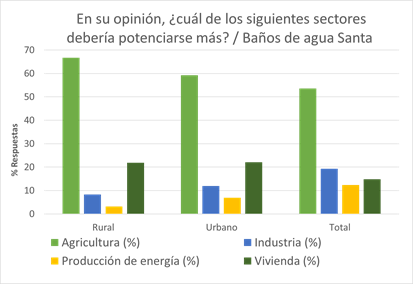 En su opinión, ¿cuál de los siguientes sectores
debería potenciarse más? / Baños de agua Santa
70
60
50
40
30
20
10
0
% Respuestas
Rural Urbano Total
Agricultura (%) Industria (%)
Producción de energía (%) Vivienda (%)